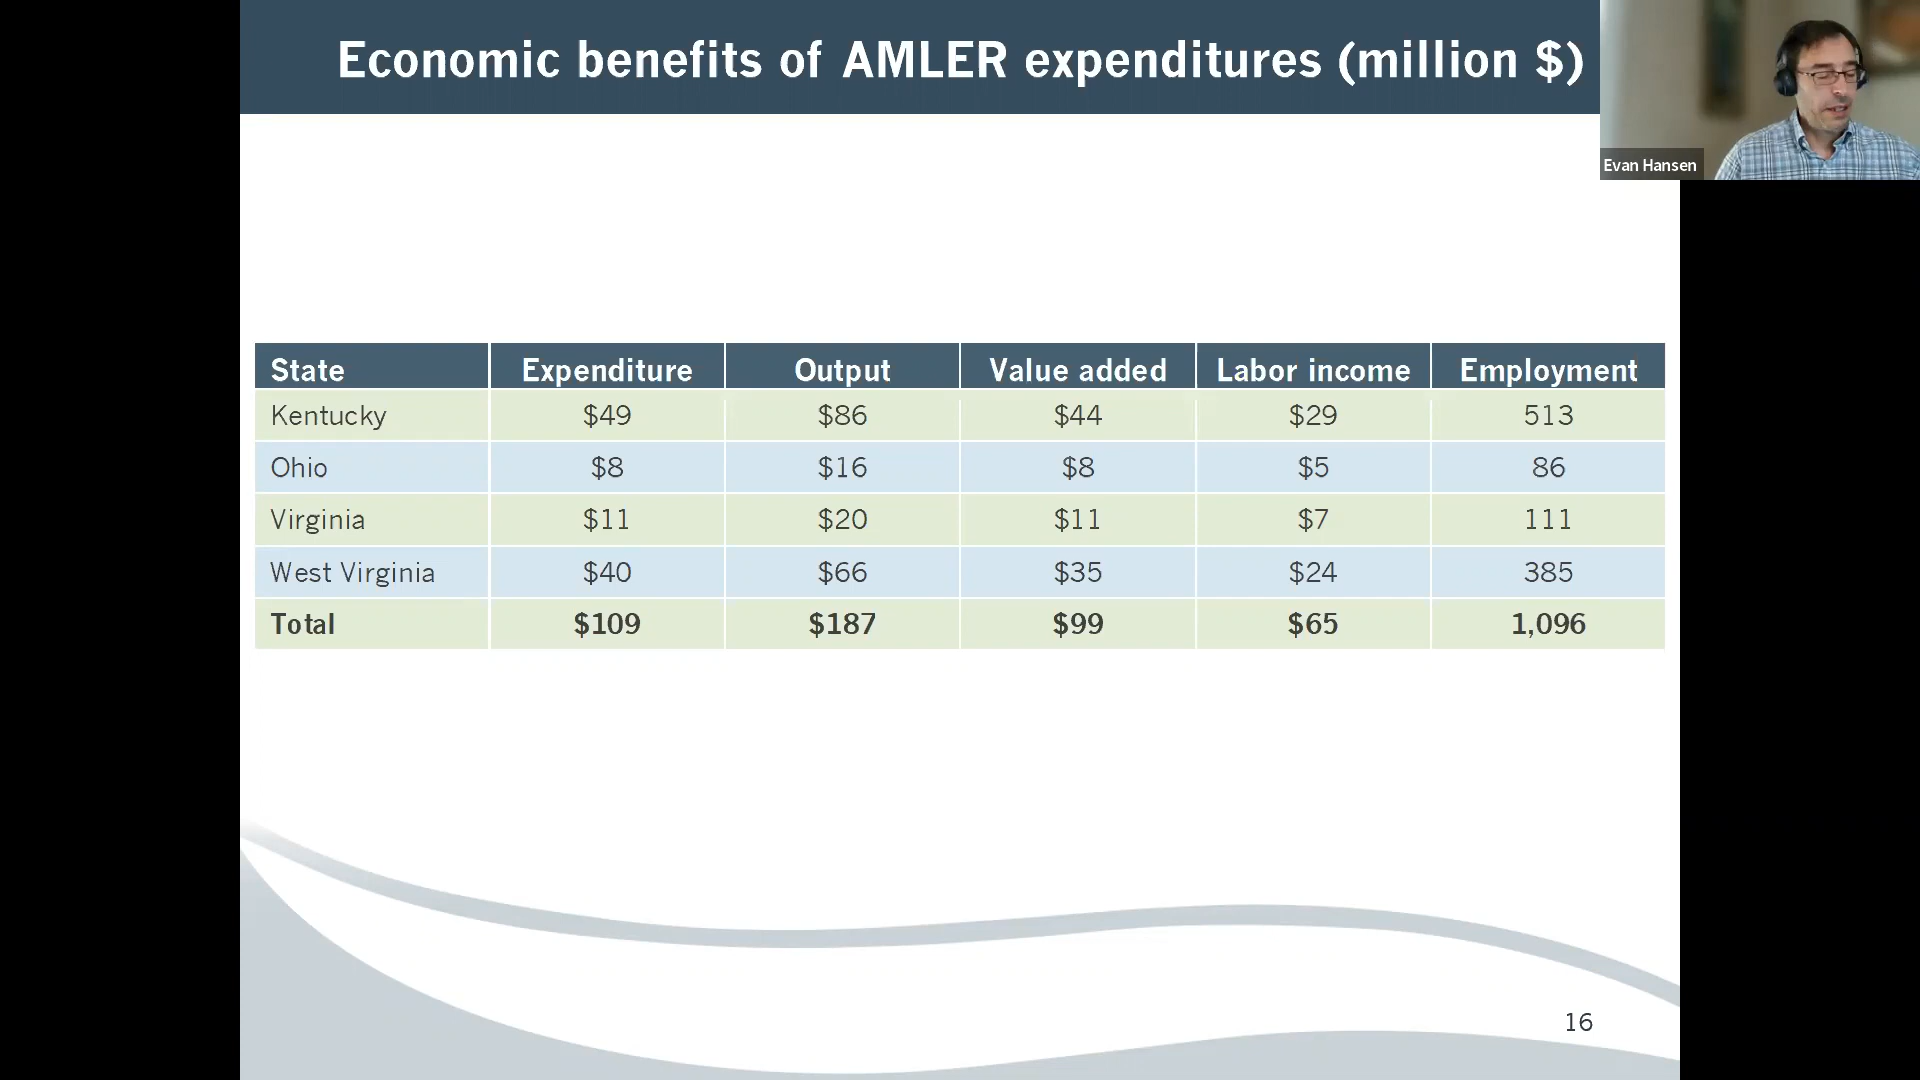 Economic benefits of AMLER expenditures (million $)
Evan Hansen
State Expenditure Output Value added Labor income Employment
Kentucky $49 $86 $44 $29 513
Ohio $8 $16 $8 $5 86
Virginia $11 $20 $11 $7 111
West Virginia $40 $66 $35 $24 385
Total $109 $187 $99 $65 1,096
16